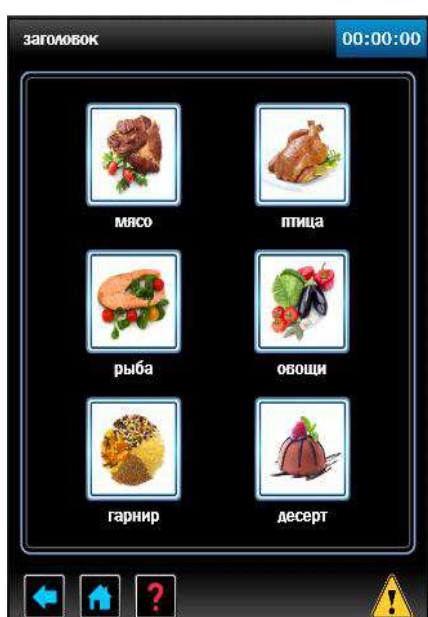 заголовок 00:00:00
мясо птица
рыба овощи
гарнир десерт
?
!